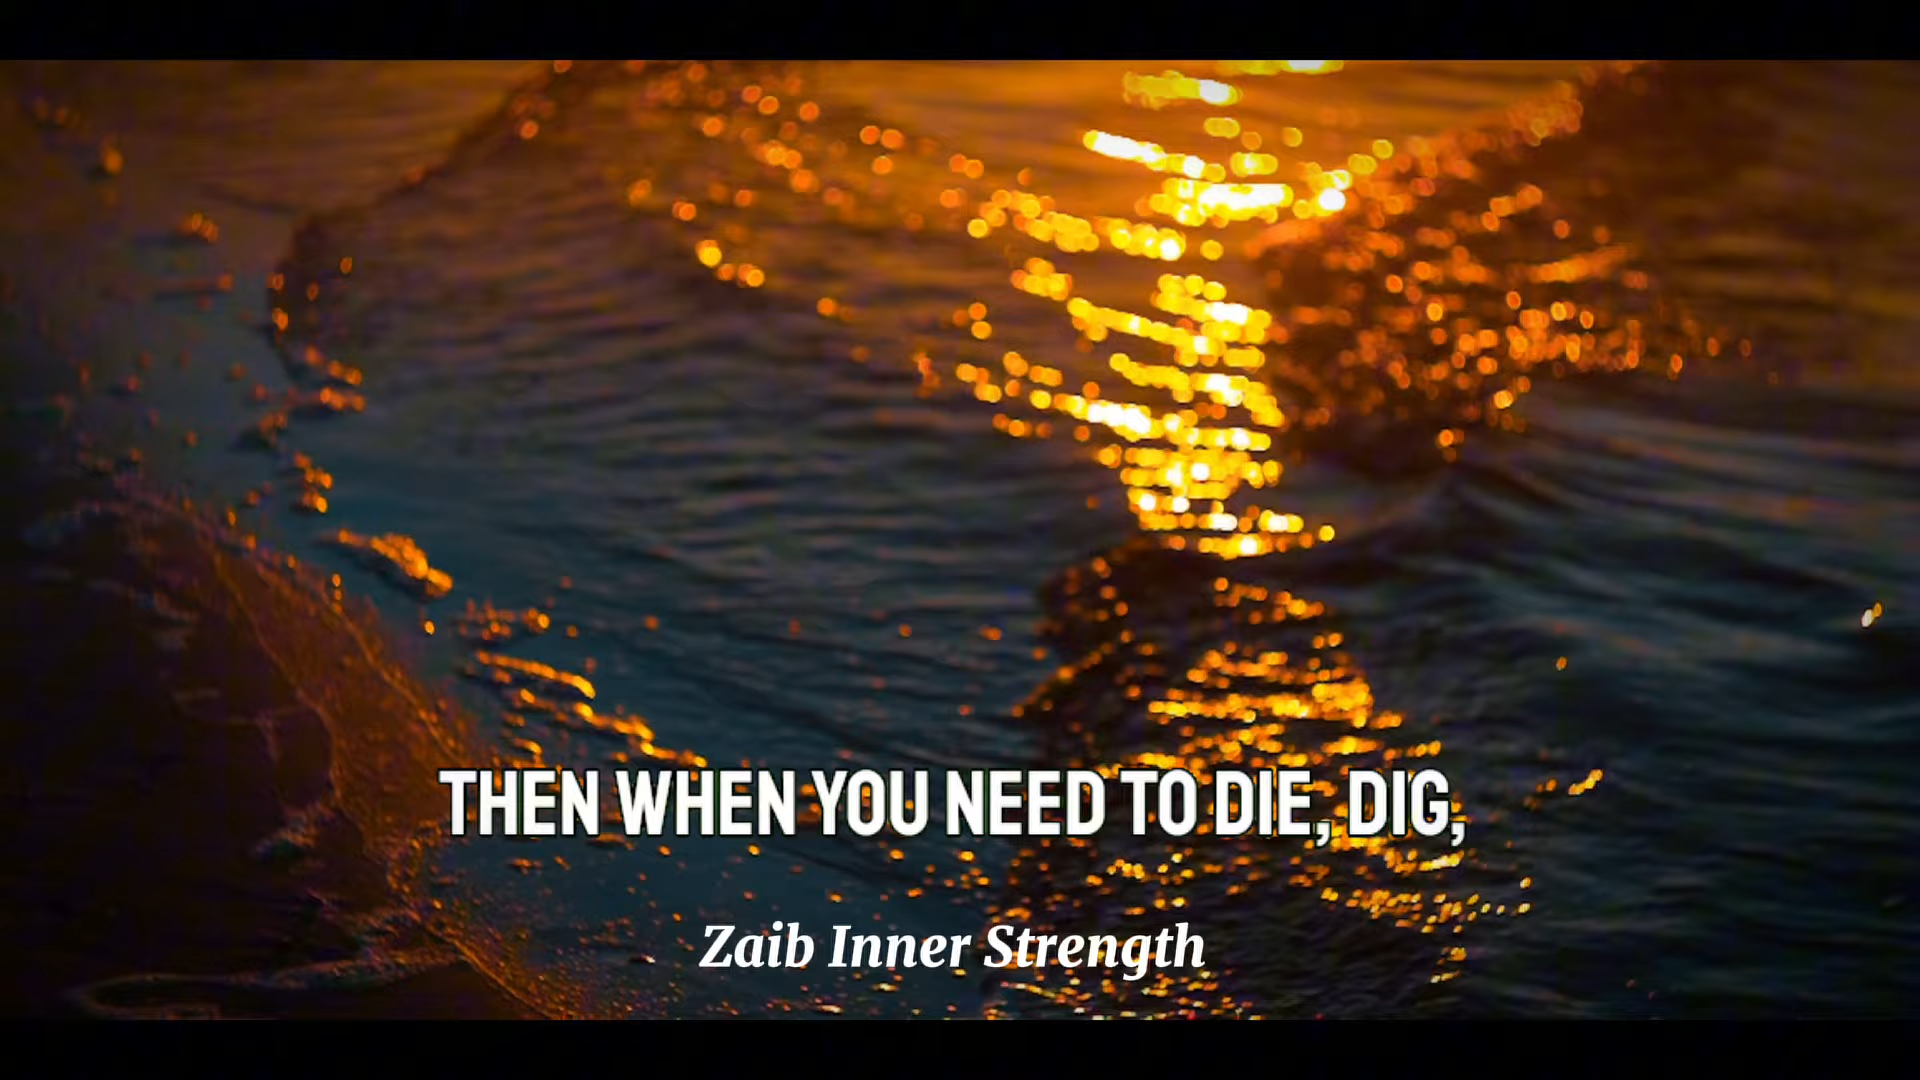 THEN WHEN YOU NEED TO DIE, DIG,
Zaib Inner Strength